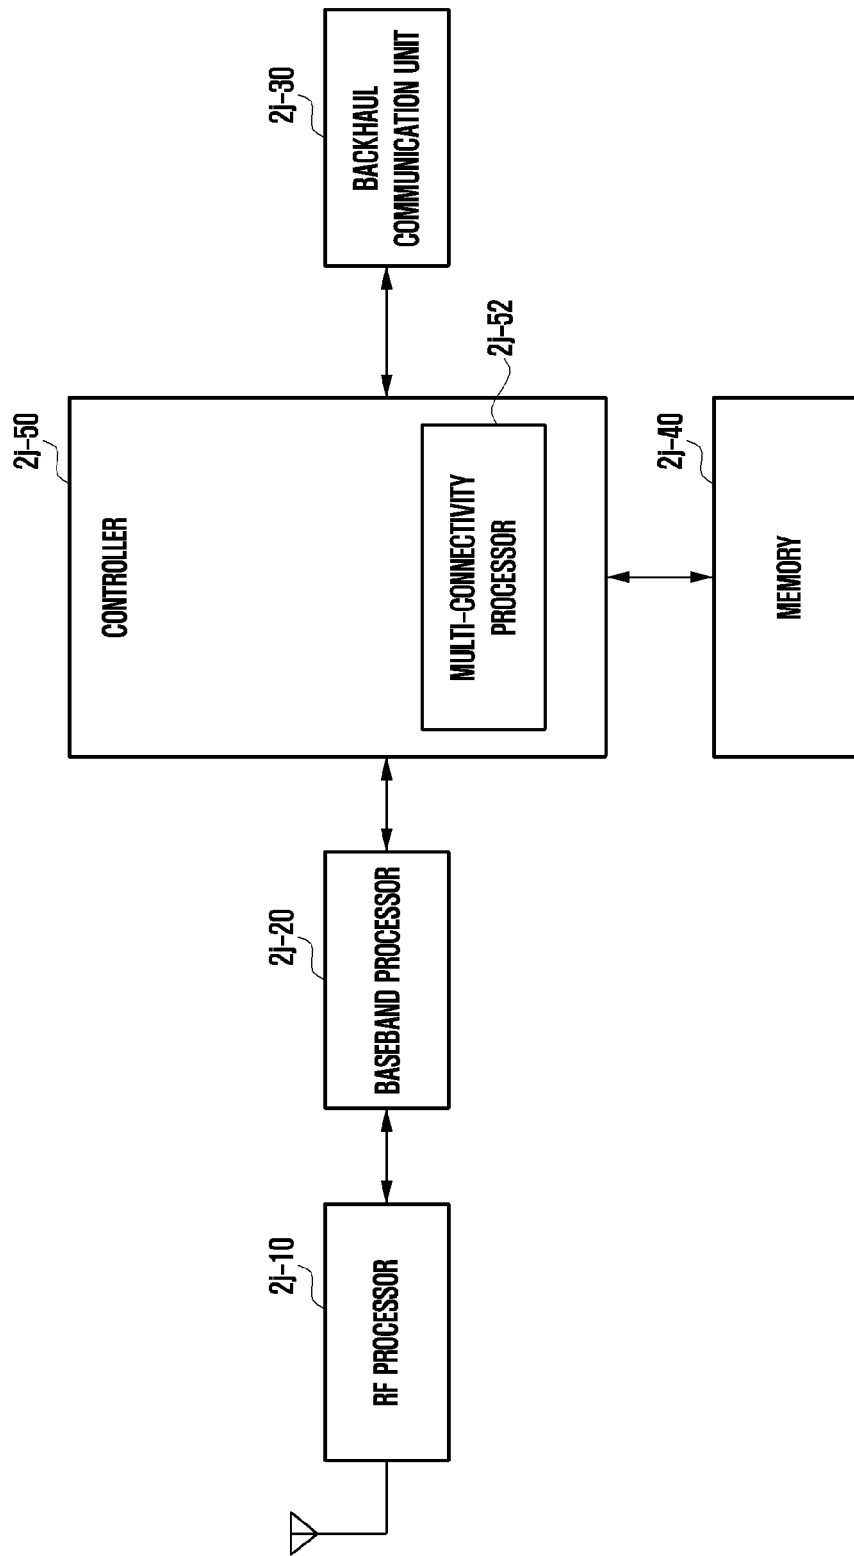 2j-50
CONTROLLER
2j-10
RF PROCESSOR
2j-20
BASEBAND PROCESSOR
2j-30
BACKHAUL
COMMUNICATION UNIT
2j-52
MULTI-CONNECTIVITY
PROCESSOR
2j-40
MEMORY